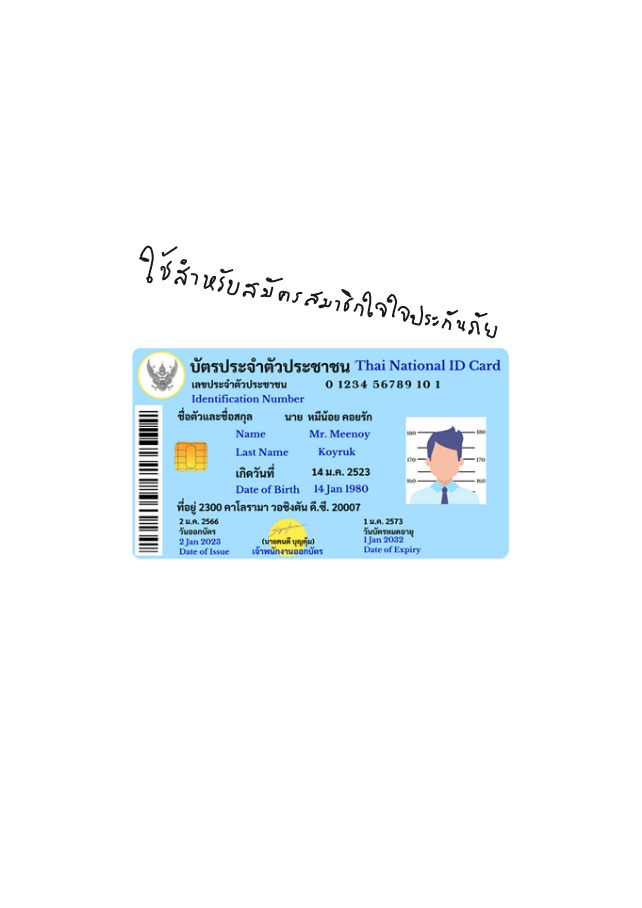 ใช้สำหรับสมัครสมาชิกใจใจประกันภัย
บัตรประจำตัวประชาชน Thai National ID Card
เลขประจำตัวประชาชน 0 1234 56789 10 1
Identification Number
ชื่อตัวและชื่อสกุล นาย หมีน้อย คอยรัก
Name Mr. Meenoy
Last Name Koyruk
เกิดวันที่ 14 ม.ค. 2523
Date of Birth 14 Jan 1980
ที่อยู่ 2300 คาโลรามา วอชิงตัน ดี.ซี. 20007
2 ม.ค. 2566
วันออกบัตร
2 Jan 2023
Date of Issue
(นายคนดี บุญคุ้ม)
เจ้าพนักงานออกบัตร
1 ม.ค. 2573
วันบัตรหมดอายุ
1 Jan 2032
Date of Expiry
180 180
170 170
160 160